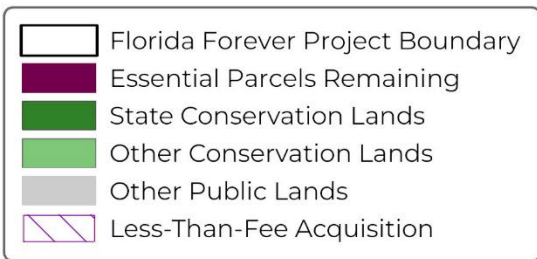 Florida Forever Project Boundary
Essential Parcels Remaining
State Conservation Lands
Other Conservation Lands
Other Public Lands
Less-Than-Fee Acquisition